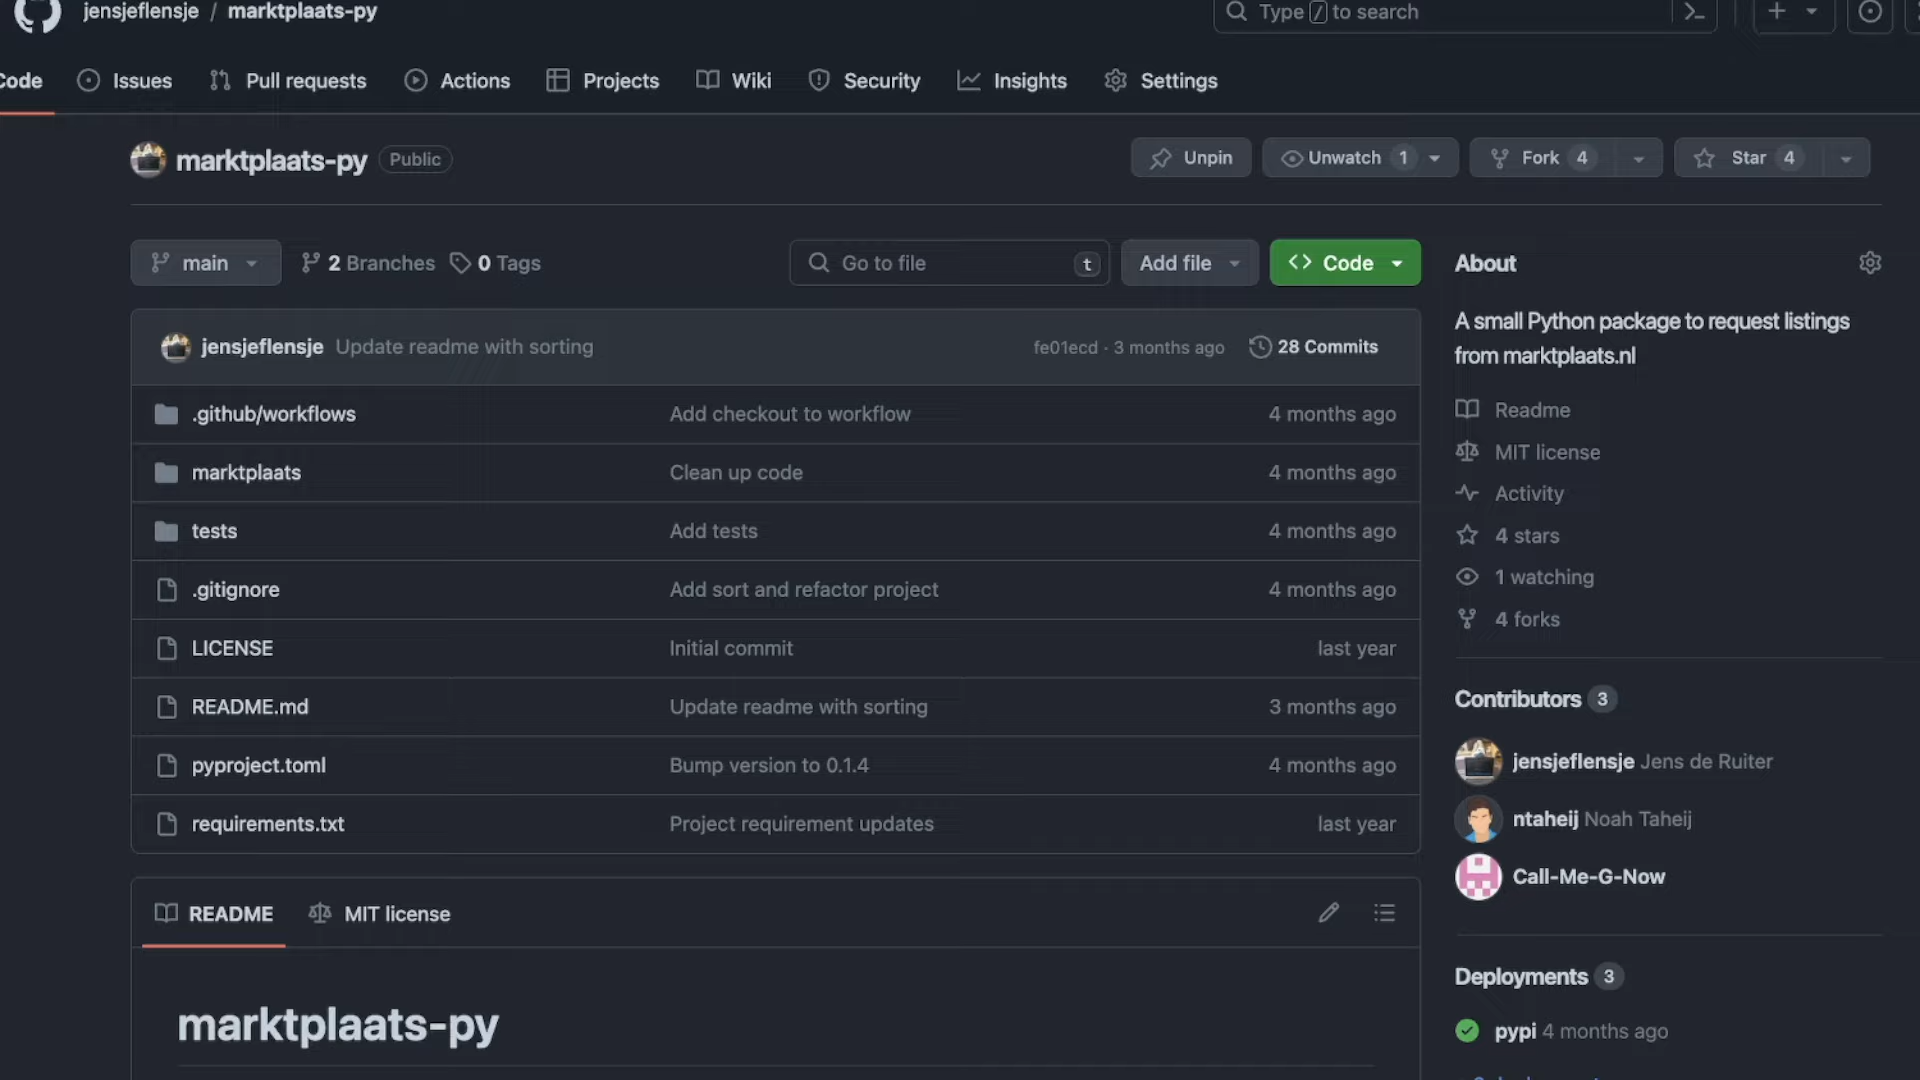 jensjeflensje / marktplaats-py
Type / to search
Code Issues Pull requests Actions Projects Wiki Security Insights Settings
marktplaats-py Public
Unpin Unwatch 1 Fork 4 Star 4
main 2 Branches 0 Tags
Go to file t Add file Code
jensjeflensje Update readme with sorting fe01ecd · 3 months ago 28 Commits
.github/workflows Add checkout to workflow 4 months ago
marktplaats Clean up code 4 months ago
tests Add tests 4 months ago
.gitignore Add sort and refactor project 4 months ago
LICENSE Initial commit last year
README.md Update readme with sorting 3 months ago
pyproject.toml Bump version to 0.1.4 4 months ago
requirements.txt Project requirement updates last year
README MIT license
marktplaats-py
About
A small Python package to request listings
from marktplaats.nl
Readme
MIT license
Activity
4 stars
1 watching
4 forks
Contributors 3
jensjeflensje Jens de Ruiter
ntaheij Noah Taheij
Call-Me-G-Now
Deployments 3
pypi 4 months ago